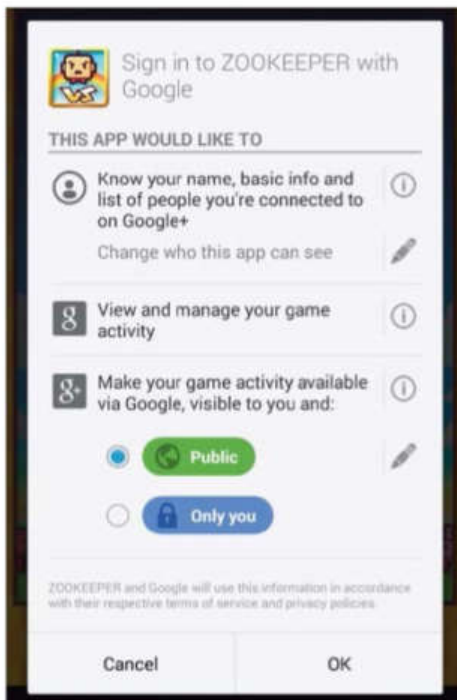 Sign in to ZOOKEEPER with
Google
THIS APP WOULD LIKE TO
Know your name, basic info and
list of people you're connected to
on Google+
Change who this app can see
View and manage your game
activity
Make your game activity available
via Google, visible to you and:
Public
Only you
ZOOKEEPER and Google will use this information in accordance
with their respective terms of service and privacy policies.
Cancel
OK